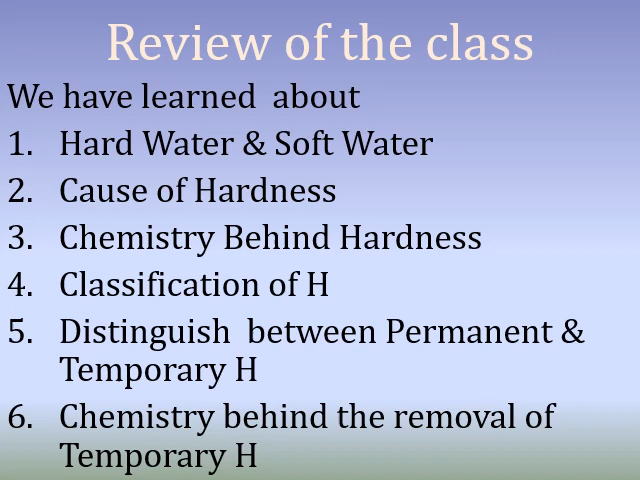 Review of the class
We have learned  about
1. Hard Water & Soft Water
2. Cause of Hardness
3. Chemistry Behind Hardness
4. Classification of H
5. Distinguish  between Permanent &
Temporary H
6. Chemistry behind the removal of
Temporary H